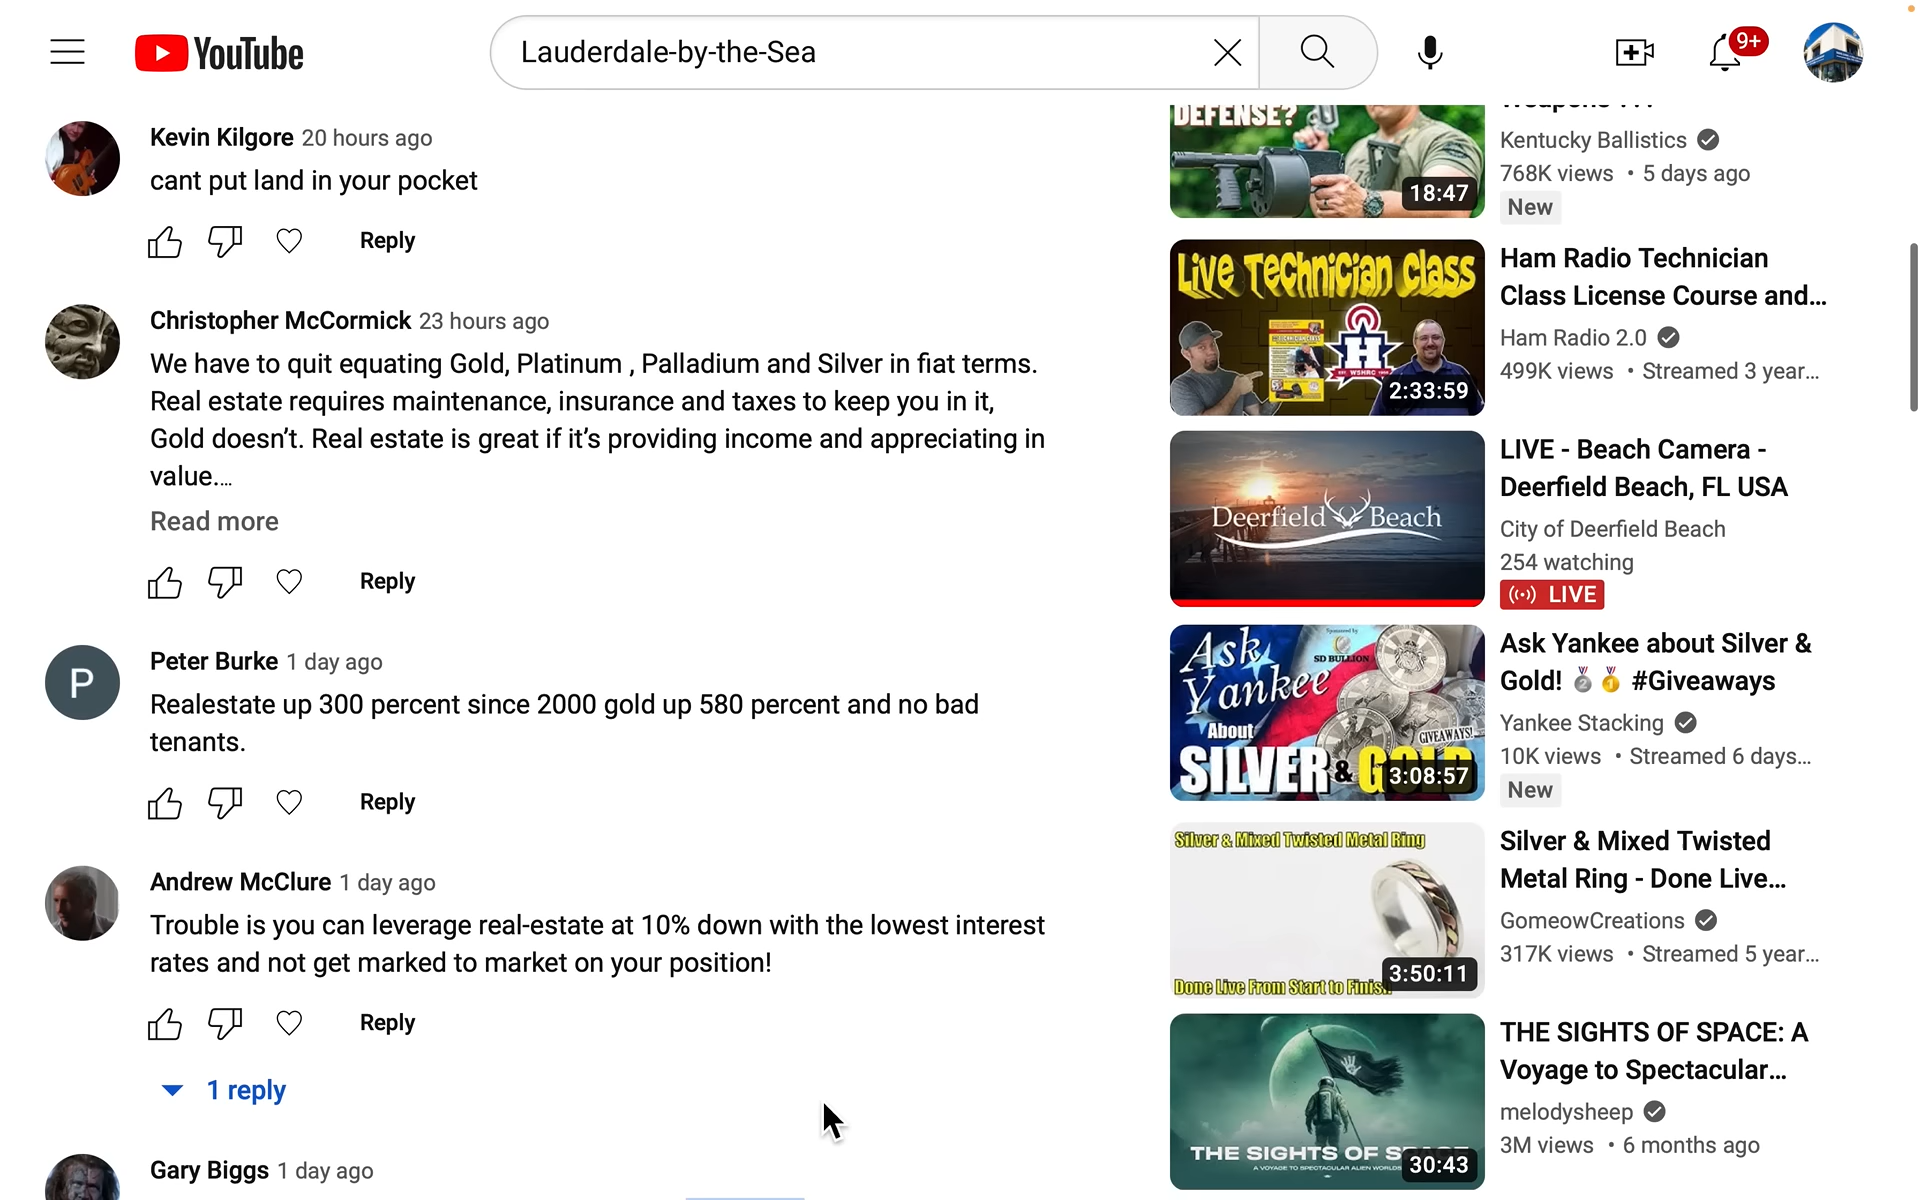 YouTube
Lauderdale-by-the-Sea
9+
Kevin Kilgore 20 hours ago
cant put land in your pocket
Reply
Christopher McCormick 23 hours ago
We have to quit equating Gold, Platinum , Palladium and Silver in fiat terms.
Real estate requires maintenance, insurance and taxes to keep you in it,
Gold doesn’t. Real estate is great if it’s providing income and appreciating in
value.…
Read more
Reply
P
Peter Burke 1 day ago
Realestate up 300 percent since 2000 gold up 580 percent and no bad
tenants.
Reply
Andrew McClure 1 day ago
Trouble is you can leverage real-estate at 10% down with the lowest interest
rates and not get marked to market on your position!
Reply
1 reply
Gary Biggs 1 day ago
DEFENSE?
18:47
Kentucky Ballistics
768K views • 5 days ago
New
Live Technician Class
H
2:33:59
Ham Radio Technician
Class License Course and...
Ham Radio 2.0
499K views • Streamed 3 year...
Deerfield Beach
LIVE - Beach Camera -
Deerfield Beach, FL USA
City of Deerfield Beach
254 watching
LIVE
Ask
Yankee
About
SILVER & GOLD
Sponsored by
SD BULLION
GIVEAWAYS!
3:08:57
Ask Yankee about Silver &
Gold! 🥈🥇 #Giveaways
Yankee Stacking
10K views • Streamed 6 days...
New
Silver & Mixed Twisted Metal Ring
Done Live From Start to Finish
3:50:11
Silver & Mixed Twisted
Metal Ring - Done Live...
GomeowCreations
317K views • Streamed 5 year...
THE SIGHTS OF SPACE
A VOYAGE TO SPECTACULAR ALIEN WORLDS
30:43
THE SIGHTS OF SPACE: A
Voyage to Spectacular...
melodysheep
3M views • 6 months ago